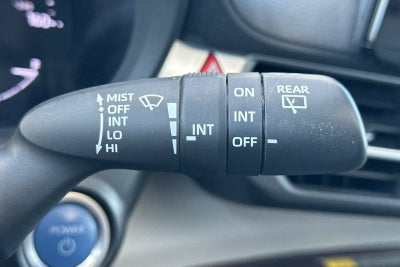 MIST
OFF
INT
LO
HI
INT
ON
INT
OFF
REAR
POWER